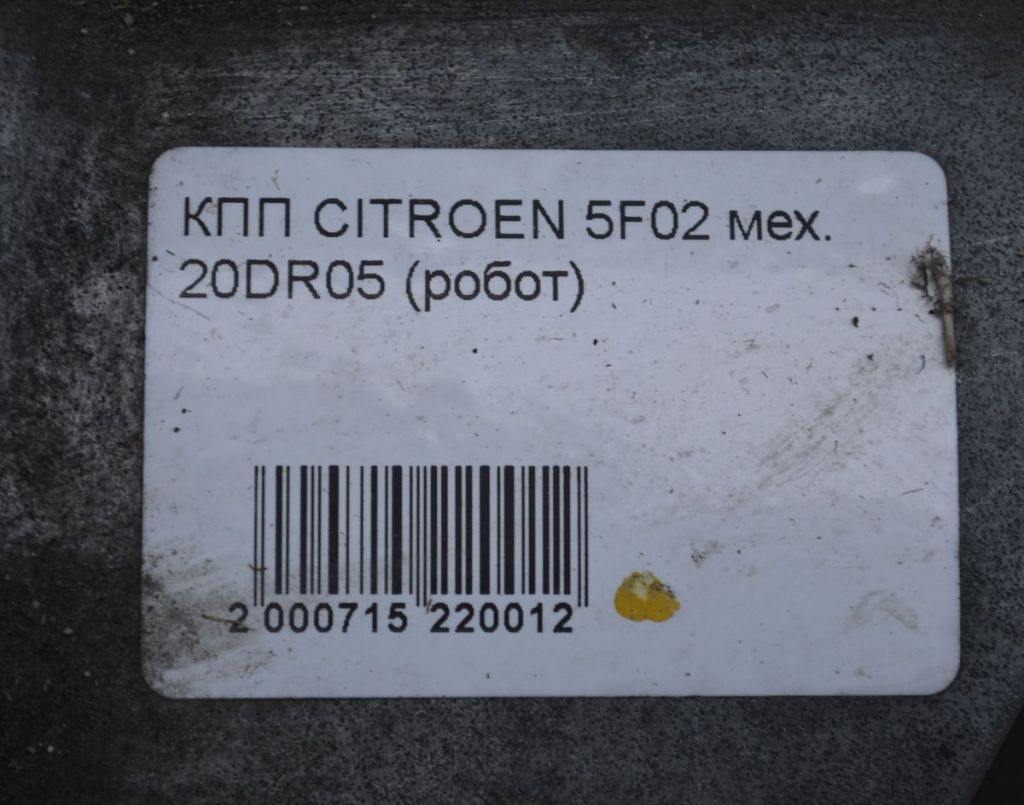 КПП CITROEN 5F02 мех.
20DR05 (робот)
2 000715 220012